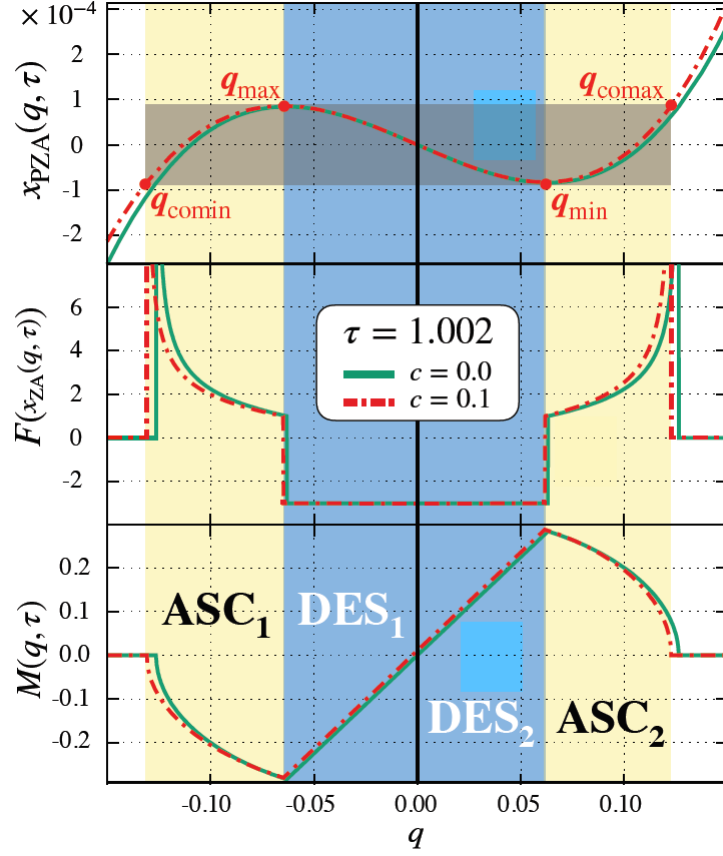 × 10⁻⁴
x_PZA(q, τ)
2
1
0
-1
-2
q_max
q_comax
q_comin
q_min
F(x_ZA(q, τ))
6
4
2
0
-2
τ = 1.002
c = 0.0
c = 0.1
M(q, τ)
0.2
0.1
0.0
-0.1
-0.2
ASC₁
DES₁
DES₂
ASC₂
-0.10
-0.05
0.00
0.05
0.10
q